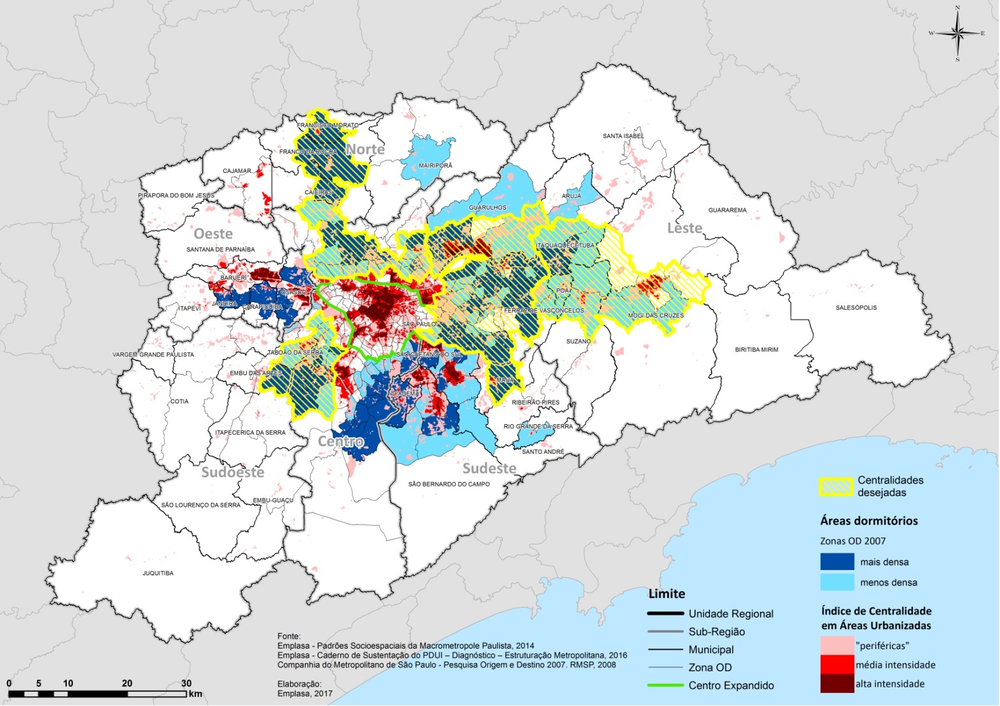 N
W
E
S
FRANCISCO MORATO
SANTA ISABEL
Norte
FRANCO DA ROCHA
MAIRIPORÃ
CAJAMAR
CAIEIRAS
PIRAPORA DO BOM JESUS
ARUJÁ
GUARULHOS
GUARAREMA
Oeste
Leste
SANTANA DE PARNAÍBA
ITAQUAQUECETUBA
BARUERI
OSASCO
POÁ
JANDIRA
CARAPICUÍBA
ITAPEVI
SALESÓPOLIS
FERRAZ DE VASCONCELOS
MOGI DAS CRUZES
SÃO PAULO
SUZANO
BIRITIBA MIRIM
VARGEM GRANDE PAULISTA
TABOÃO DA SERRA
SÃO CAETANO DO SUL
EMBU DAS ARTES
MAUÁ
DIADEMA
COTIA
RIBEIRÃO PIRES
RIO GRANDE DA SERRA
ITAPECERICA DA SERRA
Centro
SANTO ANDRÉ
Sudoeste
Sudeste
SÃO BERNARDO DO CAMPO
EMBU-GUAÇU
SÃO LOURENÇO DA SERRA
JUQUITIBA
Centralidades
desejadas
Áreas dormitórios
Zonas OD 2007
mais densa
menos densa
Índice de Centralidade
em Áreas Urbanizadas
"periféricas"
média intensidade
alta intensidade
Limite
Unidade Regional
Sub-Região
Municipal
Zona OD
Centro Expandido
Fonte:
Emplasa - Padrões Socioespaciais da Macrometropole Paulista, 2014
Emplasa - Caderno de Sustentação do PDUI – Diagnóstico – Estruturação Metropolitana, 2016
Companhia do Metropolitano de São Paulo - Pesquisa Origem e Destino 2007. RMSP, 2008
Elaboração:
Emplasa, 2017
0 5 10 20 30
km